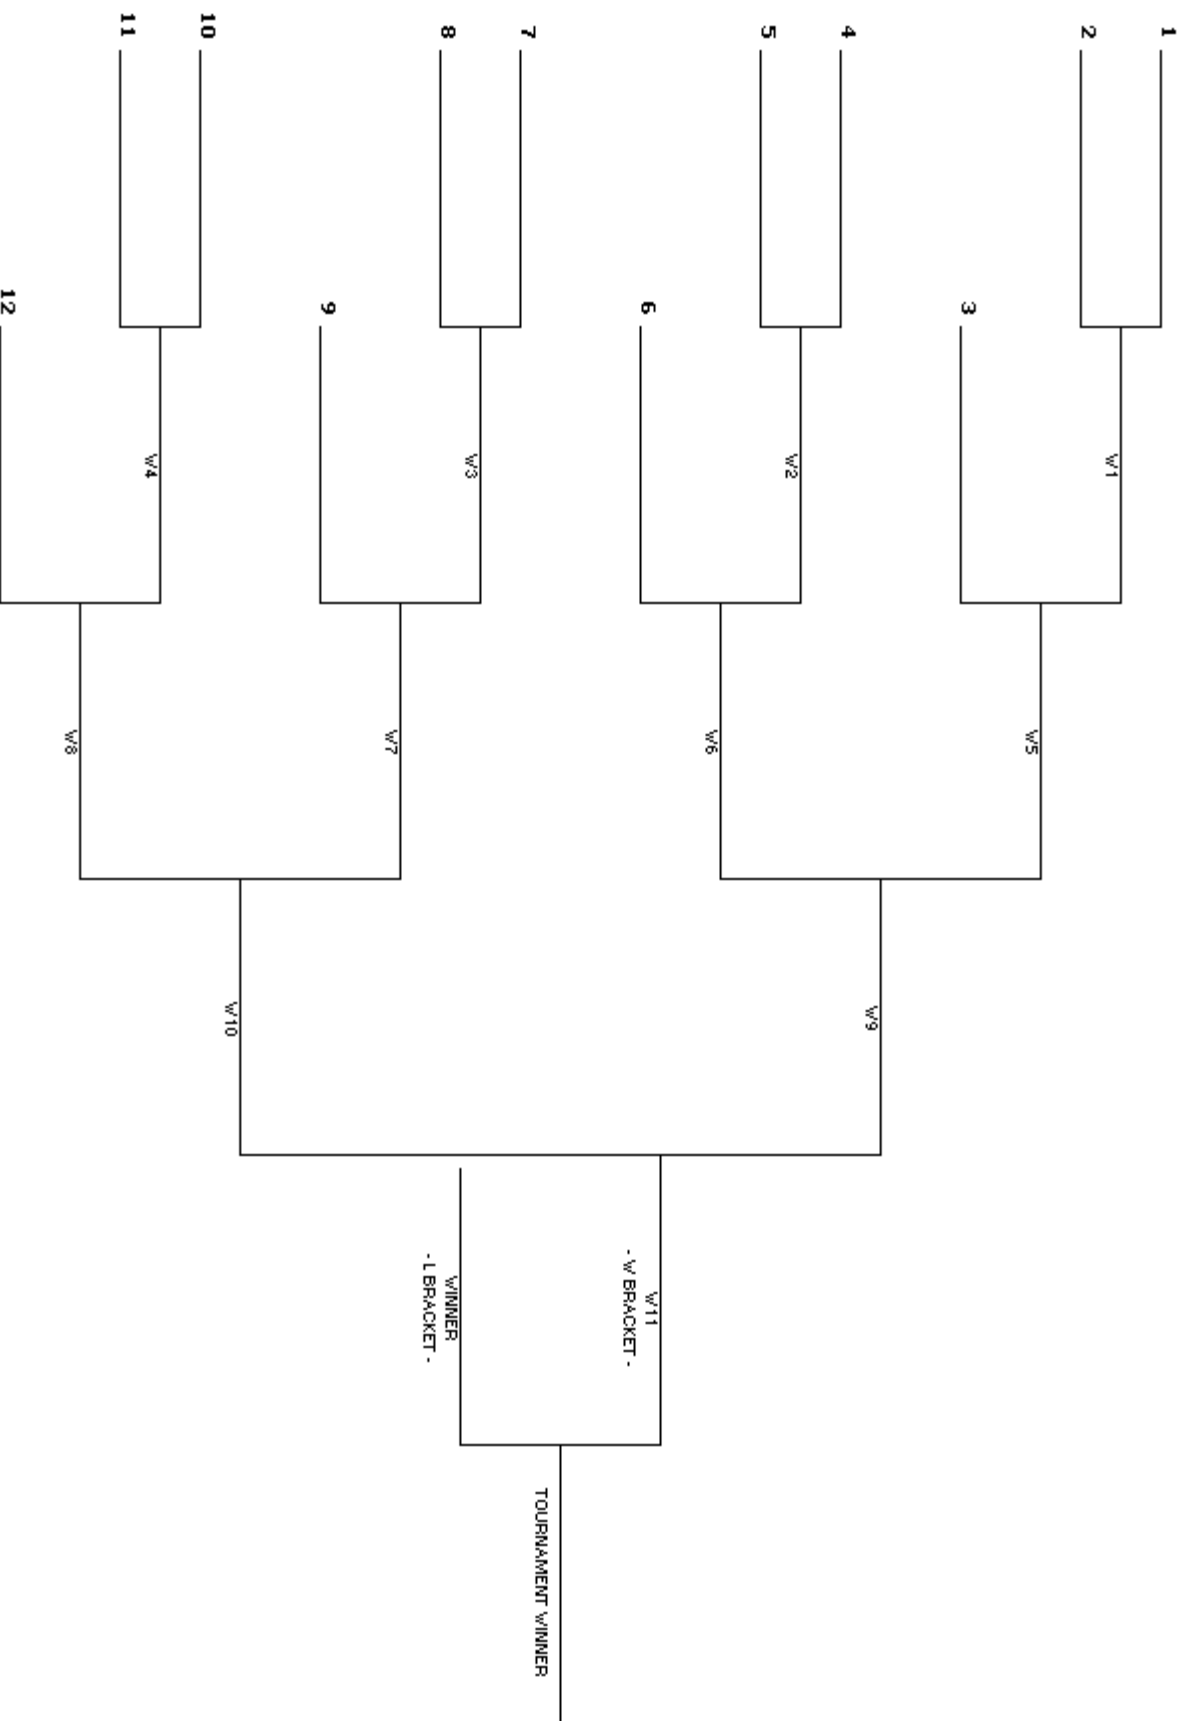 1
2
3
4
5
6
7
8
9
10
11
12
W1
W2
W3
W4
W5
W6
W7
W8
W9
W10
W11
- W BRACKET -
WINNER
- L BRACKET -
TOURNAMENT WINNER